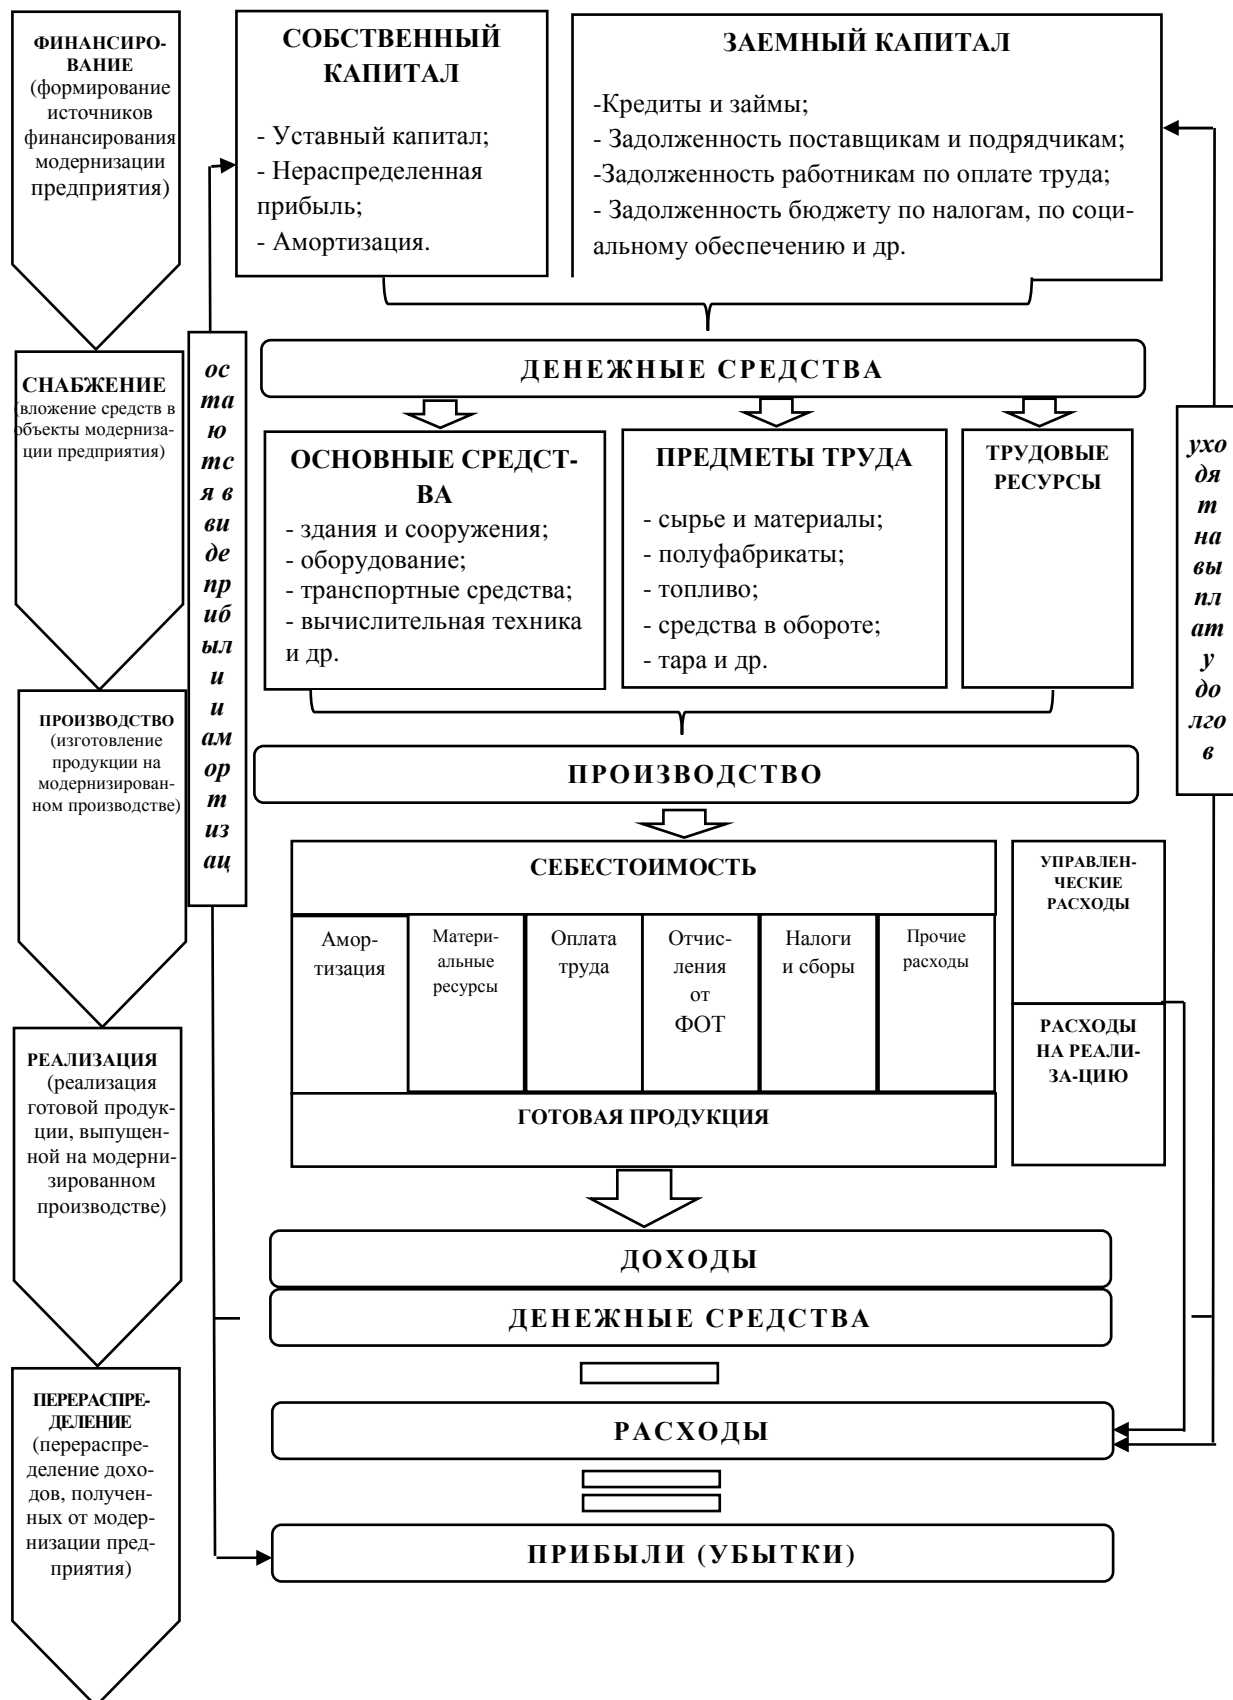 ФИНАНСИРО-
ВАНИЕ
(формирование
источников
финансирования
модернизации
предприятия)
СОБСТВЕННЫЙ
КАПИТАЛ
- Уставный капитал;
- Нераспределенная
прибыль;
- Амортизация.
ЗАЕМНЫЙ КАПИТАЛ
-Кредиты и займы;
- Задолженность поставщикам и подрядчикам;
-Задолженность работникам по оплате труда;
- Задолженность бюджету по налогам, по соци-
альному обеспечению и др.
ос
та
ю
тс
я в
ви
де
пр
иб
ыл
и
и
ам
ор
т
из
ац
ДЕНЕЖНЫЕ СРЕДСТВА
СНАБЖЕНИЕ
(вложение средств в
объекты модерниза-
ции предприятия)
ОСНОВНЫЕ СРЕДСТ-
ВА
- здания и сооружения;
- оборудование;
- транспортные средства;
- вычислительная техника
и др.
ПРЕДМЕТЫ ТРУДА
- сырье и материалы;
- полуфабрикаты;
- топливо;
- средства в обороте;
- тара и др.
ТРУДОВЫЕ
РЕСУРСЫ
ухо
дя
т
на
вы
пл
ат
у
до
лго
в
ПРОИЗВОДСТВО
(изготовление
продукции на
модернизирован-
ном производстве)
ПРОИЗВОДСТВО
СЕБЕСТОИМОСТЬ
Амор-
тизация
Матери-
альные
ресурсы
Оплата
труда
Отчис-
ления
от
ФОТ
Налоги
и сборы
Прочие
расходы
УПРАВЛЕН-
ЧЕСКИЕ
РАСХОДЫ
РАСХОДЫ
НА РЕАЛИ-
ЗА-ЦИЮ
ГОТОВАЯ ПРОДУКЦИЯ
РЕАЛИЗАЦИЯ
(реализация
готовой продук-
ции, выпущен-
ной на модерни-
зированном
производстве)
ДОХОДЫ
ДЕНЕЖНЫЕ СРЕДСТВА
ПЕРЕРАСПРЕ-
ДЕЛЕНИЕ
(перераспре-
деление дохо-
дов, получен-
ных от модер-
низации пред-
приятия)
РАСХОДЫ
ПРИБЫЛИ (УБЫТКИ)